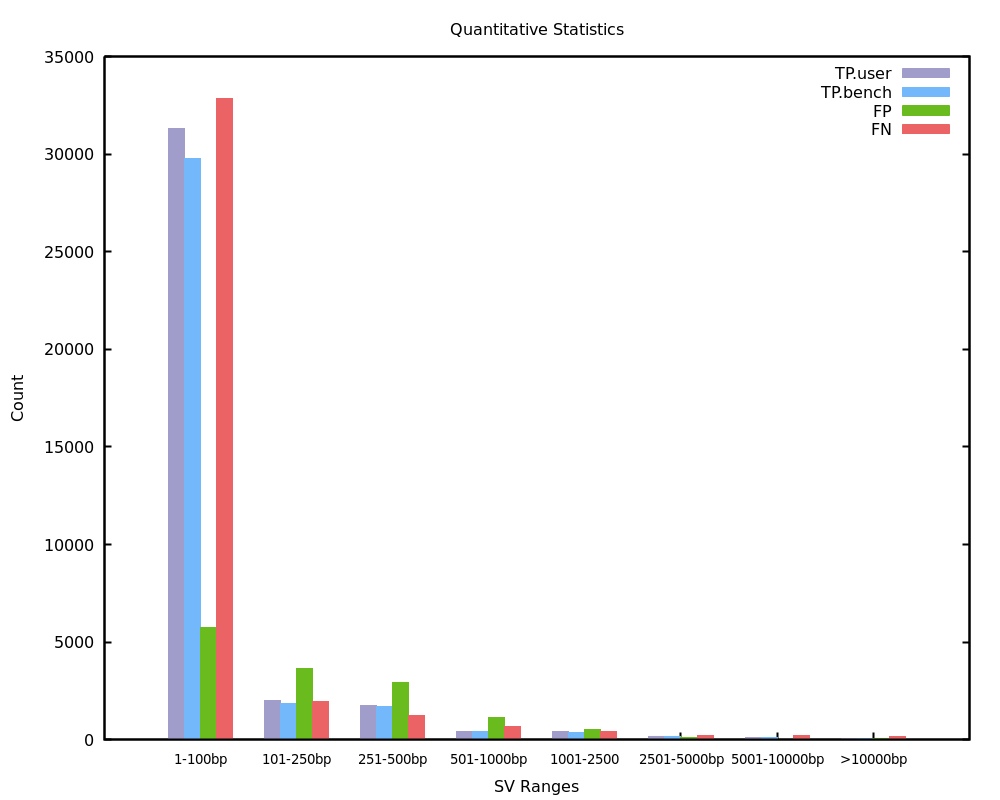 Quantitative Statistics
TP.user
TP.bench
FP
FN
35000
30000
25000
20000
15000
10000
5000
0
Count
1-100bp 101-250bp 251-500bp 501-1000bp 1001-2500 2501-5000bp 5001-10000bp >10000bp
SV Ranges